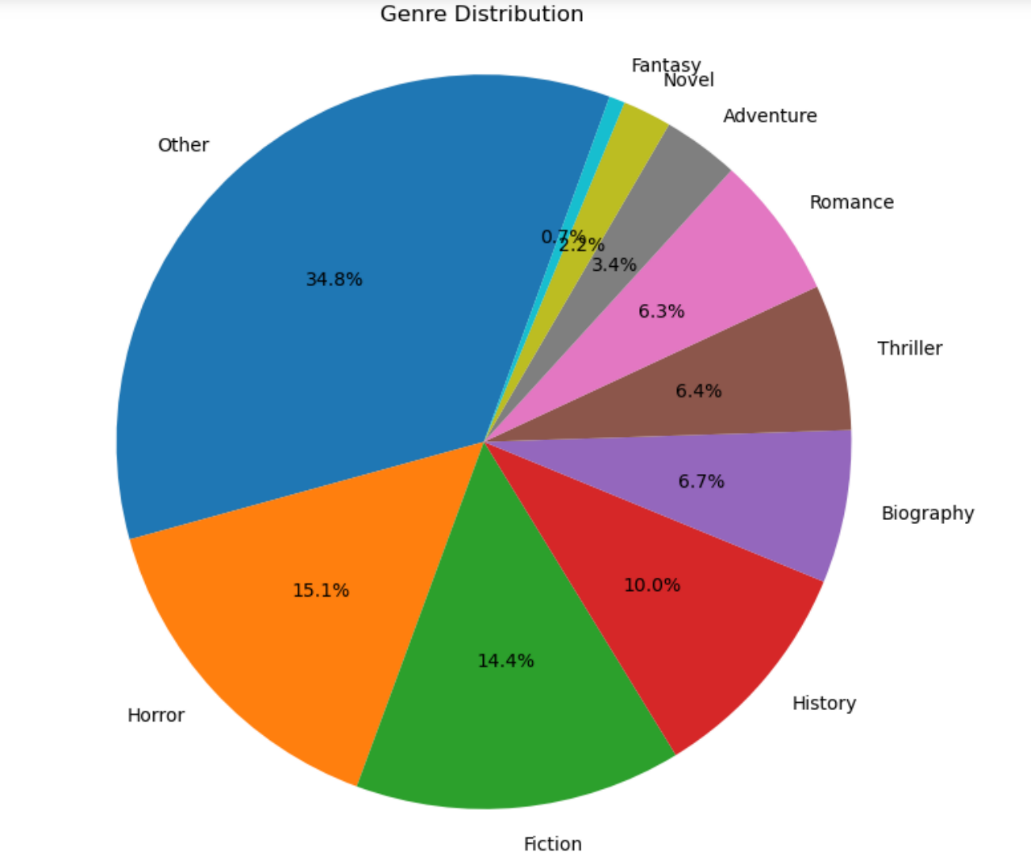 Genre Distribution
Fantasy
Novel
Adventure
Other
Romance
0.7%
2.2%
3.4%
34.8%
6.3%
Thriller
6.4%
6.7%
Biography
10.0%
15.1%
14.4%
History
Horror
Fiction